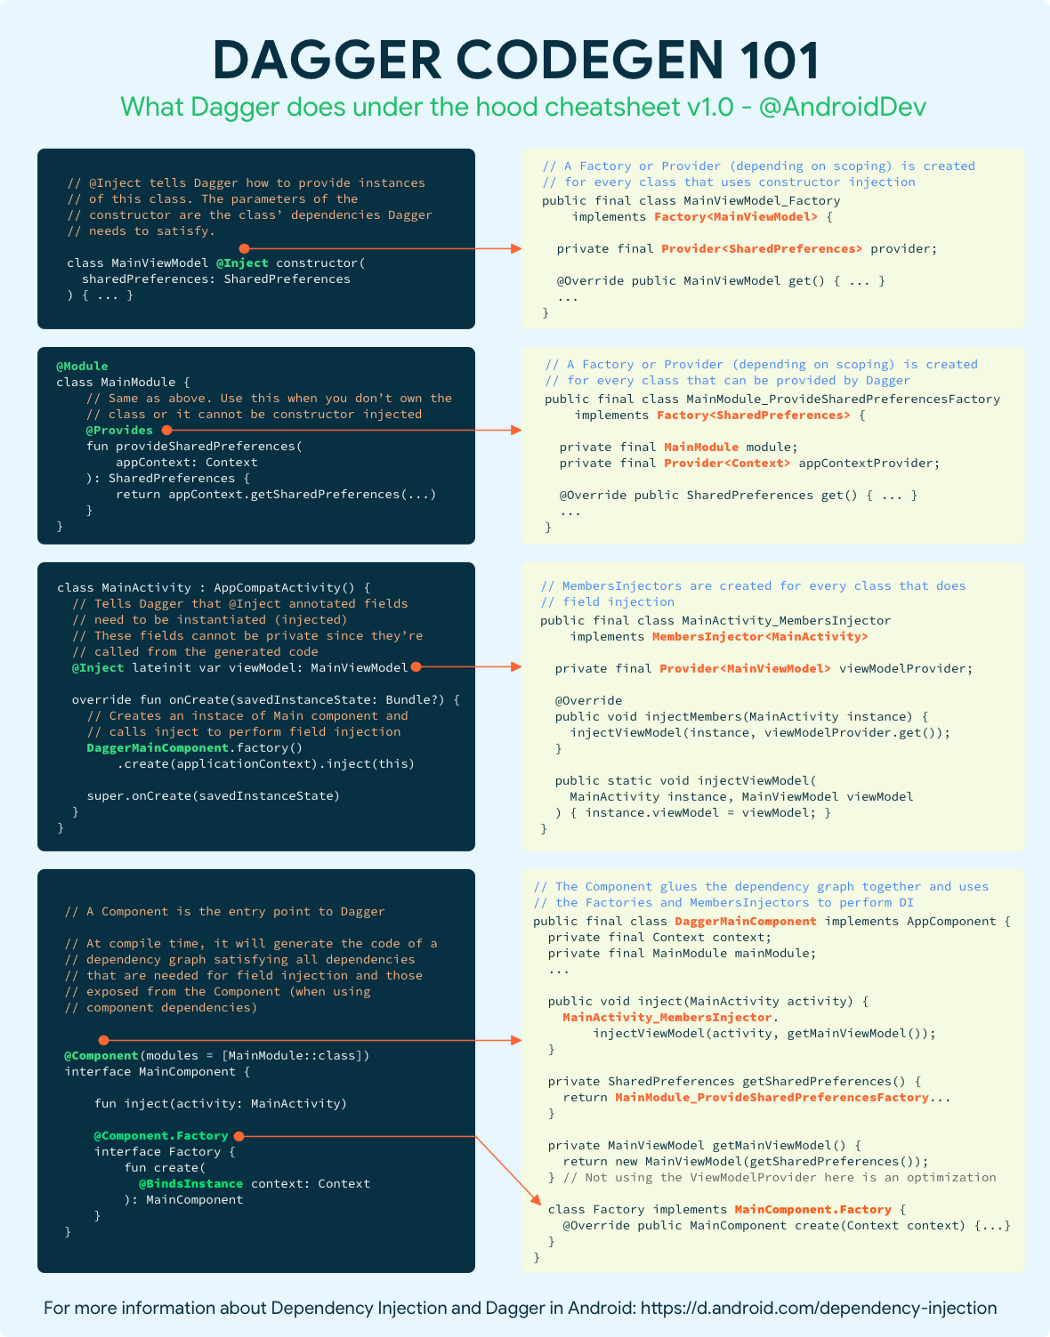 DAGGER CODEGEN 101
What Dagger does under the hood cheatsheet v1.0 - @AndroidDev
// @Inject tells Dagger how to provide instances
// of this class. The parameters of the
// constructor are the class’ dependencies Dagger
// needs to satisfy.
class MainViewModel @Inject constructor(
  sharedPreferences: SharedPreferences
) { ... }
// A Factory or Provider (depending on scoping) is created
// for every class that uses constructor injection
public final class MainViewModel_Factory
    implements Factory<MainViewModel> {
  private final Provider<SharedPreferences> provider;
  @Override public MainViewModel get() { ... }
  ...
}
@Module
class MainModule {
    // Same as above. Use this when you don’t own the
    // class or it cannot be constructor injected
    @Provides
    fun provideSharedPreferences(
        appContext: Context
    ): SharedPreferences {
        return appContext.getSharedPreferences(...)
    }
}
// A Factory or Provider (depending on scoping) is created
// for every class that can be provided by Dagger
public final class MainModule_ProvideSharedPreferencesFactory
    implements Factory<SharedPreferences> {
  private final MainModule module;
  private final Provider<Context> appContextProvider;
  @Override public SharedPreferences get() { ... }
  ...
}
class MainActivity : AppCompatActivity() {
  // Tells Dagger that @Inject annotated fields
  // need to be instantiated (injected)
  // These fields cannot be private since they’re
  // called from the generated code
  @Inject lateinit var viewModel: MainViewModel
  override fun onCreate(savedInstanceState: Bundle?) {
    // Creates an instace of Main component and
    // calls inject to perform field injection
    DaggerMainComponent.factory()
        .create(applicationContext).inject(this)
    super.onCreate(savedInstanceState)
  }
}
// MembersInjectors are created for every class that does
// field injection
public final class MainActivity_MembersInjector
    implements MembersInjector<MainActivity>
  private final Provider<MainViewModel> viewModelProvider;
  @Override
  public void injectMembers(MainActivity instance) {
    injectViewModel(instance, viewModelProvider.get());
  }
  public static void injectViewModel(
    MainActivity instance, MainViewModel viewModel
  ) { instance.viewModel = viewModel; }
}
// A Component is the entry point to Dagger
// At compile time, it will generate the code of a
// dependency graph satisfying all dependencies
// that are needed for field injection and those
// exposed from the Component (when using
// component dependencies)
@Component(modules = [MainModule::class])
interface MainComponent {
    fun inject(activity: MainActivity)
    @Component.Factory
    interface Factory {
        fun create(
          @BindsInstance context: Context
        ): MainComponent
    }
}
// The Component glues the dependency graph together and uses
// the Factories and MembersInjectors to perform DI
public final class DaggerMainComponent implements AppComponent {
  private final Context context;
  private final MainModule mainModule;
  ...
  public void inject(MainActivity activity) {
    MainActivity_MembersInjector.
        injectViewModel(activity, getMainViewModel());
  }
  private SharedPreferences getSharedPreferences() {
    return MainModule_ProvideSharedPreferencesFactory...
  }
  private MainViewModel getMainViewModel() {
    return new MainViewModel(getSharedPreferences());
  } // Not using the ViewModelProvider here is an optimization
  class Factory implements MainComponent.Factory {
    @Override public MainComponent create(Context context) {...}
  }
}
For more information about Dependency Injection and Dagger in Android: https://d.android.com/dependency-injection